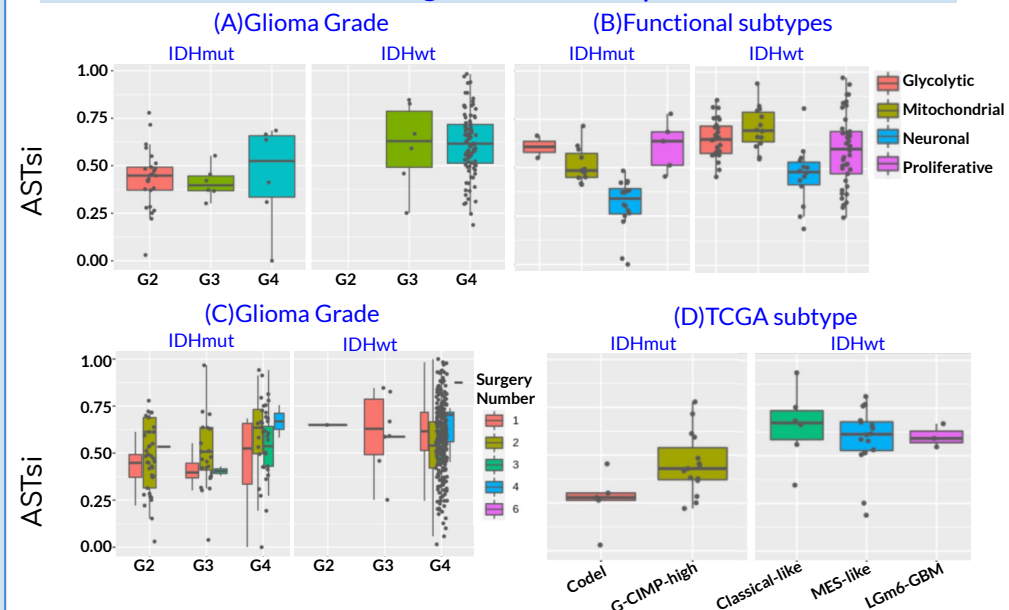 (A)Glioma Grade
(B)Functional subtypes
IDHmut
IDHwt
IDHmut
IDHwt
ASTsi
1.00
0.75
0.50
0.25
0.00
G2
G3
G4
G2
G3
G4
Glycolytic
Mitochondrial
Neuronal
Proliferative
(C)Glioma Grade
(D)TCGA subtype
IDHmut
IDHwt
IDHmut
IDHwt
ASTsi
1.00
0.75
0.50
0.25
0.00
G2
G3
G4
G2
G3
G4
Surgery
Number
1
2
3
4
6
Codel
G-CIMP-high
Classical-like
MES-like
LGm6-GBM